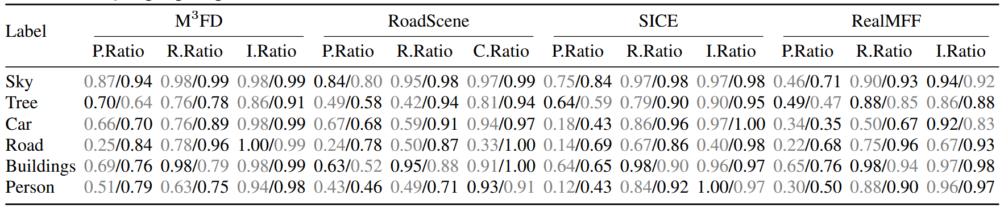 Label M³FD RoadScene SICE RealMFF
P.Ratio R.Ratio I.Ratio P.Ratio R.Ratio C.Ratio P.Ratio R.Ratio I.Ratio P.Ratio R.Ratio I.Ratio
Sky 0.87/0.94 0.98/0.99 0.98/0.99 0.84/0.80 0.95/0.98 0.97/0.99 0.75/0.84 0.97/0.98 0.97/0.98 0.46/0.71 0.90/0.93 0.94/0.92
Tree 0.70/0.64 0.76/0.78 0.86/0.91 0.49/0.58 0.42/0.94 0.81/0.94 0.64/0.59 0.79/0.90 0.90/0.95 0.49/0.47 0.88/0.85 0.86/0.88
Car 0.66/0.70 0.76/0.89 0.98/0.99 0.67/0.68 0.59/0.91 0.94/0.97 0.18/0.43 0.86/0.96 0.97/1.00 0.34/0.35 0.50/0.67 0.92/0.83
Road 0.25/0.84 0.78/0.96 1.00/0.99 0.24/0.78 0.50/0.87 0.33/1.00 0.14/0.69 0.67/0.86 0.40/0.98 0.22/0.68 0.75/0.96 0.67/0.93
Buildings 0.69/0.76 0.98/0.79 0.98/0.99 0.63/0.52 0.95/0.88 0.91/1.00 0.64/0.65 0.98/0.90 0.96/0.97 0.65/0.76 0.98/0.94 0.97/0.98
Person 0.51/0.79 0.63/0.75 0.94/0.98 0.43/0.46 0.49/0.71 0.93/0.91 0.12/0.43 0.84/0.92 1.00/0.97 0.30/0.50 0.88/0.90 0.96/0.97